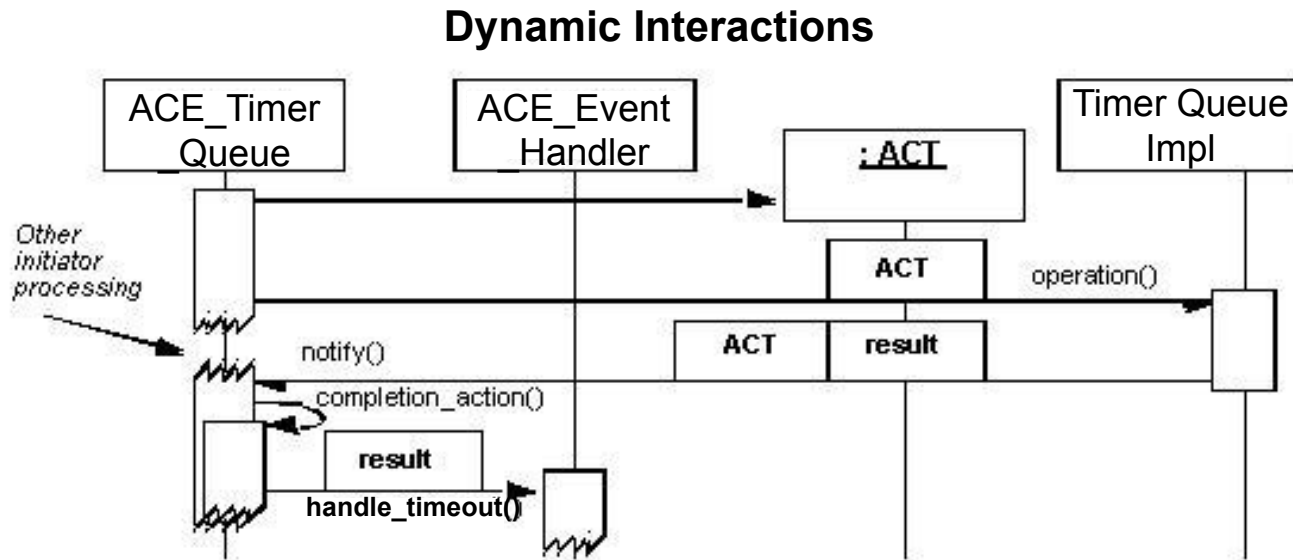 Dynamic Interactions
ACE_Timer
_Queue
ACE_Event
_Handler
: ACT
Timer Queue
Impl
Other
initiator
processing
ACT
operation()
notify()
ACT
result
completion_action()
result
handle_timeout()